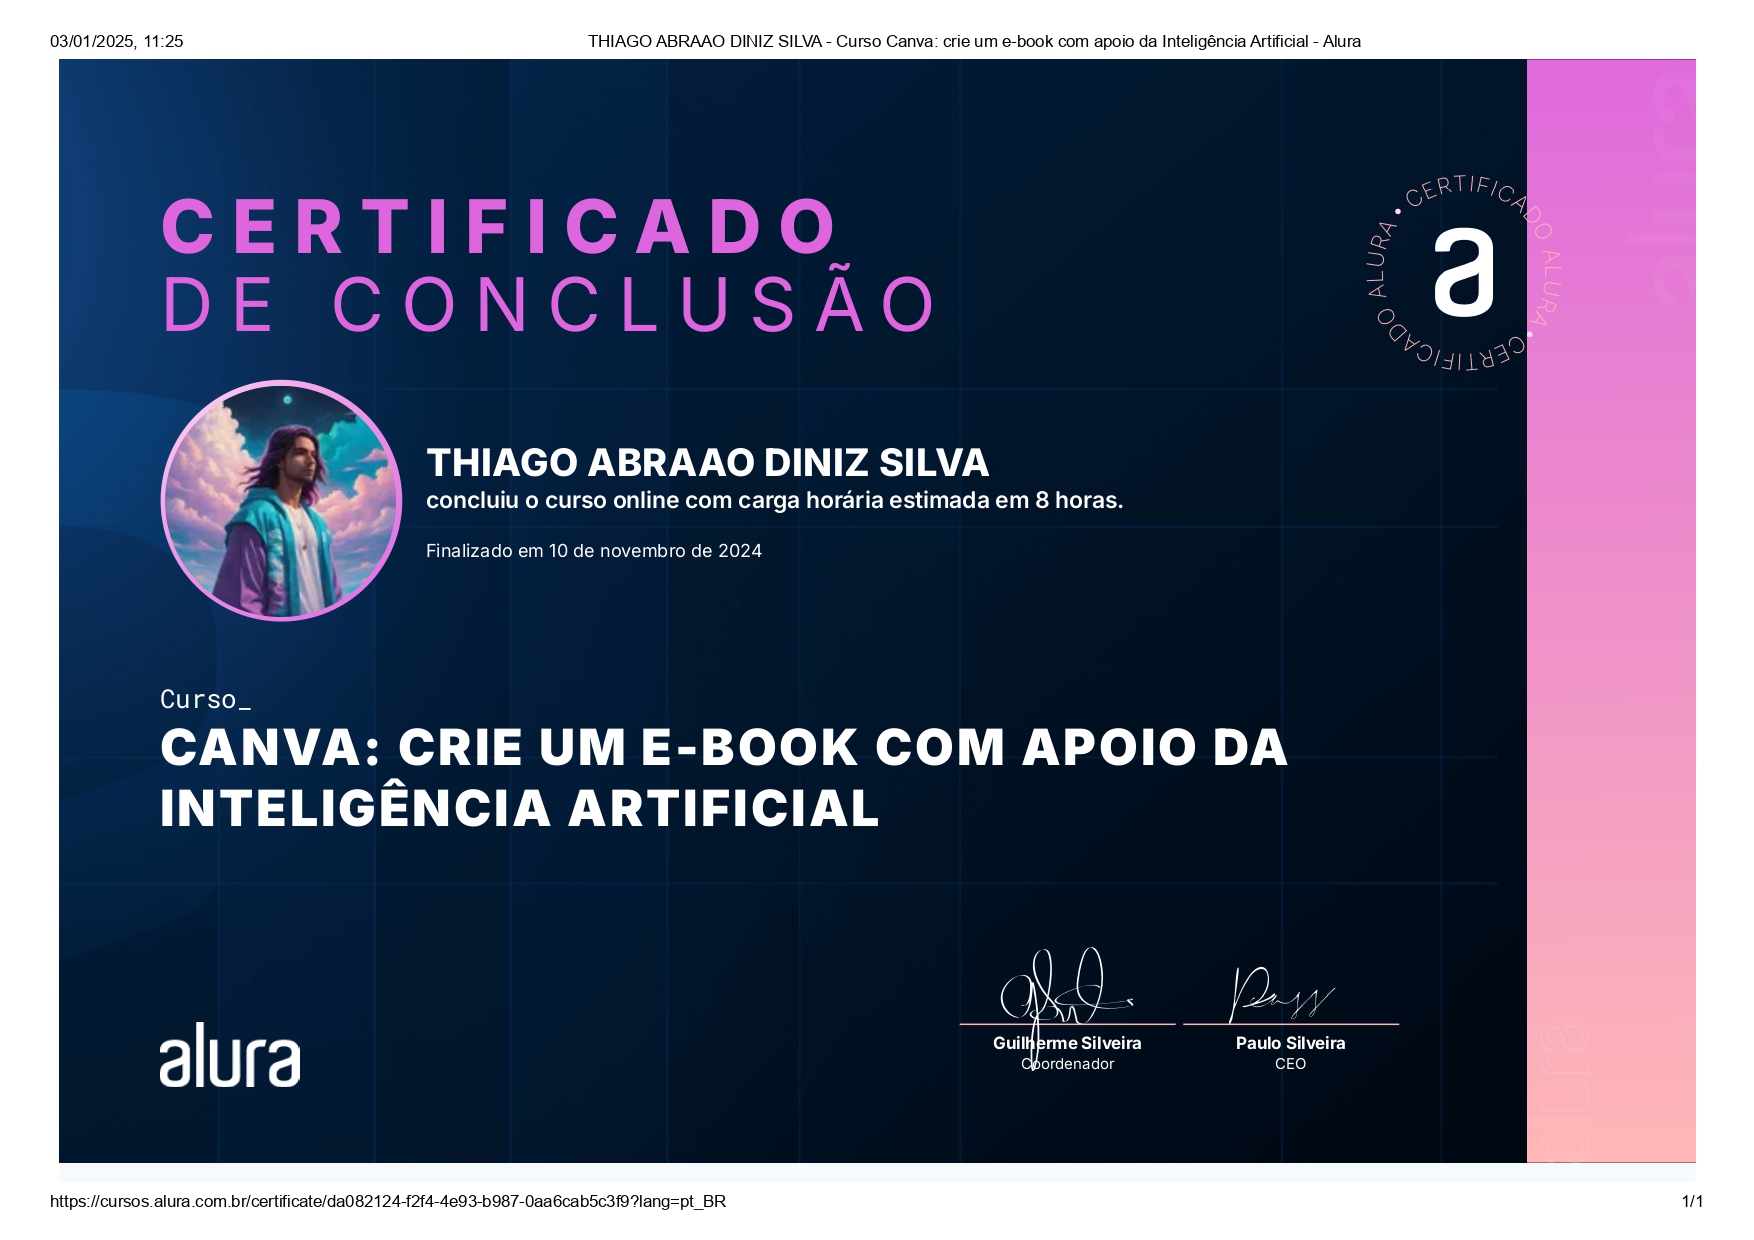 03/01/2025, 11:25
THIAGO ABRAAO DINIZ SILVA - Curso Canva: crie um e-book com apoio da Inteligência Artificial - Alura
CERTIFICADO
DE CONCLUSÃO
• CERTIFICADO ALURA • CERTIFICADO ALURA
a
THIAGO ABRAAO DINIZ SILVA
concluiu o curso online com carga horária estimada em 8 horas.
Finalizado em 10 de novembro de 2024
Curso_
CANVA: CRIE UM E-BOOK COM APOIO DA
INTELIGÊNCIA ARTIFICIAL
Guilherme Silveira
Coordenador
Paulo Silveira
CEO
alura
alura
alura
https://cursos.alura.com.br/certificate/da082124-f2f4-4e93-b987-0aa6cab5c3f9?lang=pt_BR
1/1